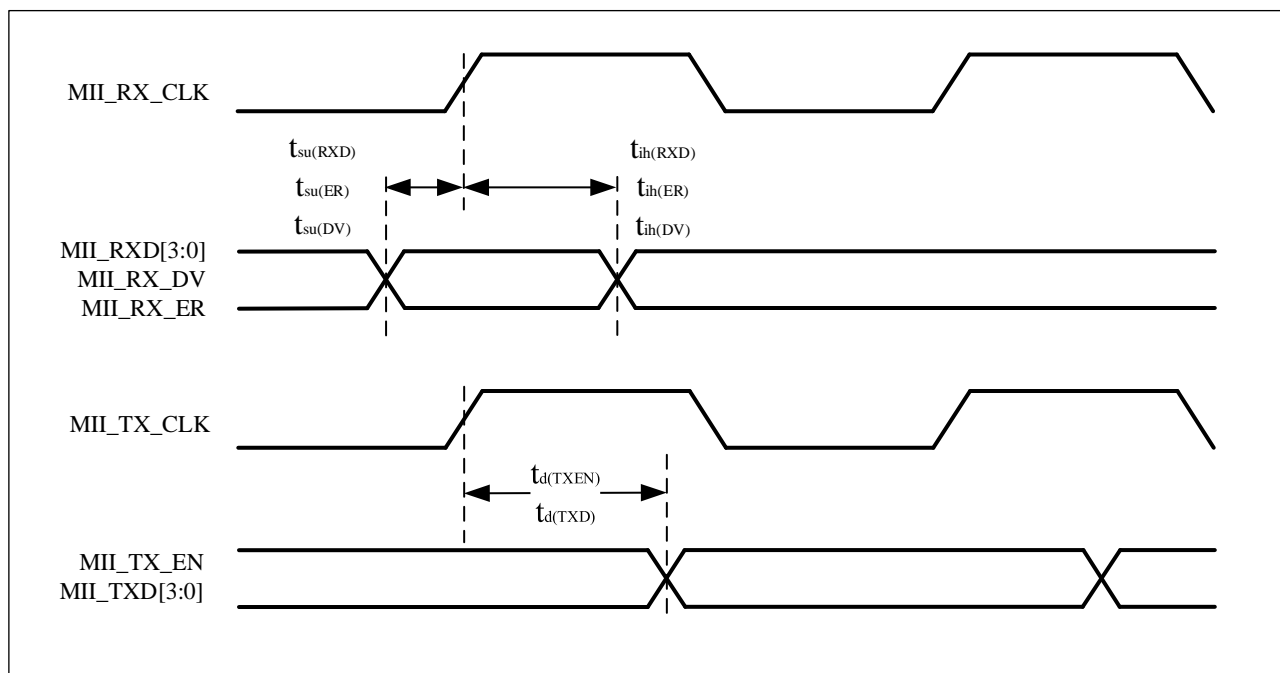 MII_RX_CLK
tsu(RXD)
tih(RXD)
tsu(ER)
tih(ER)
tsu(DV)
tih(DV)
MII_RXD[3:0]
MII_RX_DV
MII_RX_ER
MII_TX_CLK
td(TXEN)
td(TXD)
MII_TX_EN
MII_TXD[3:0]